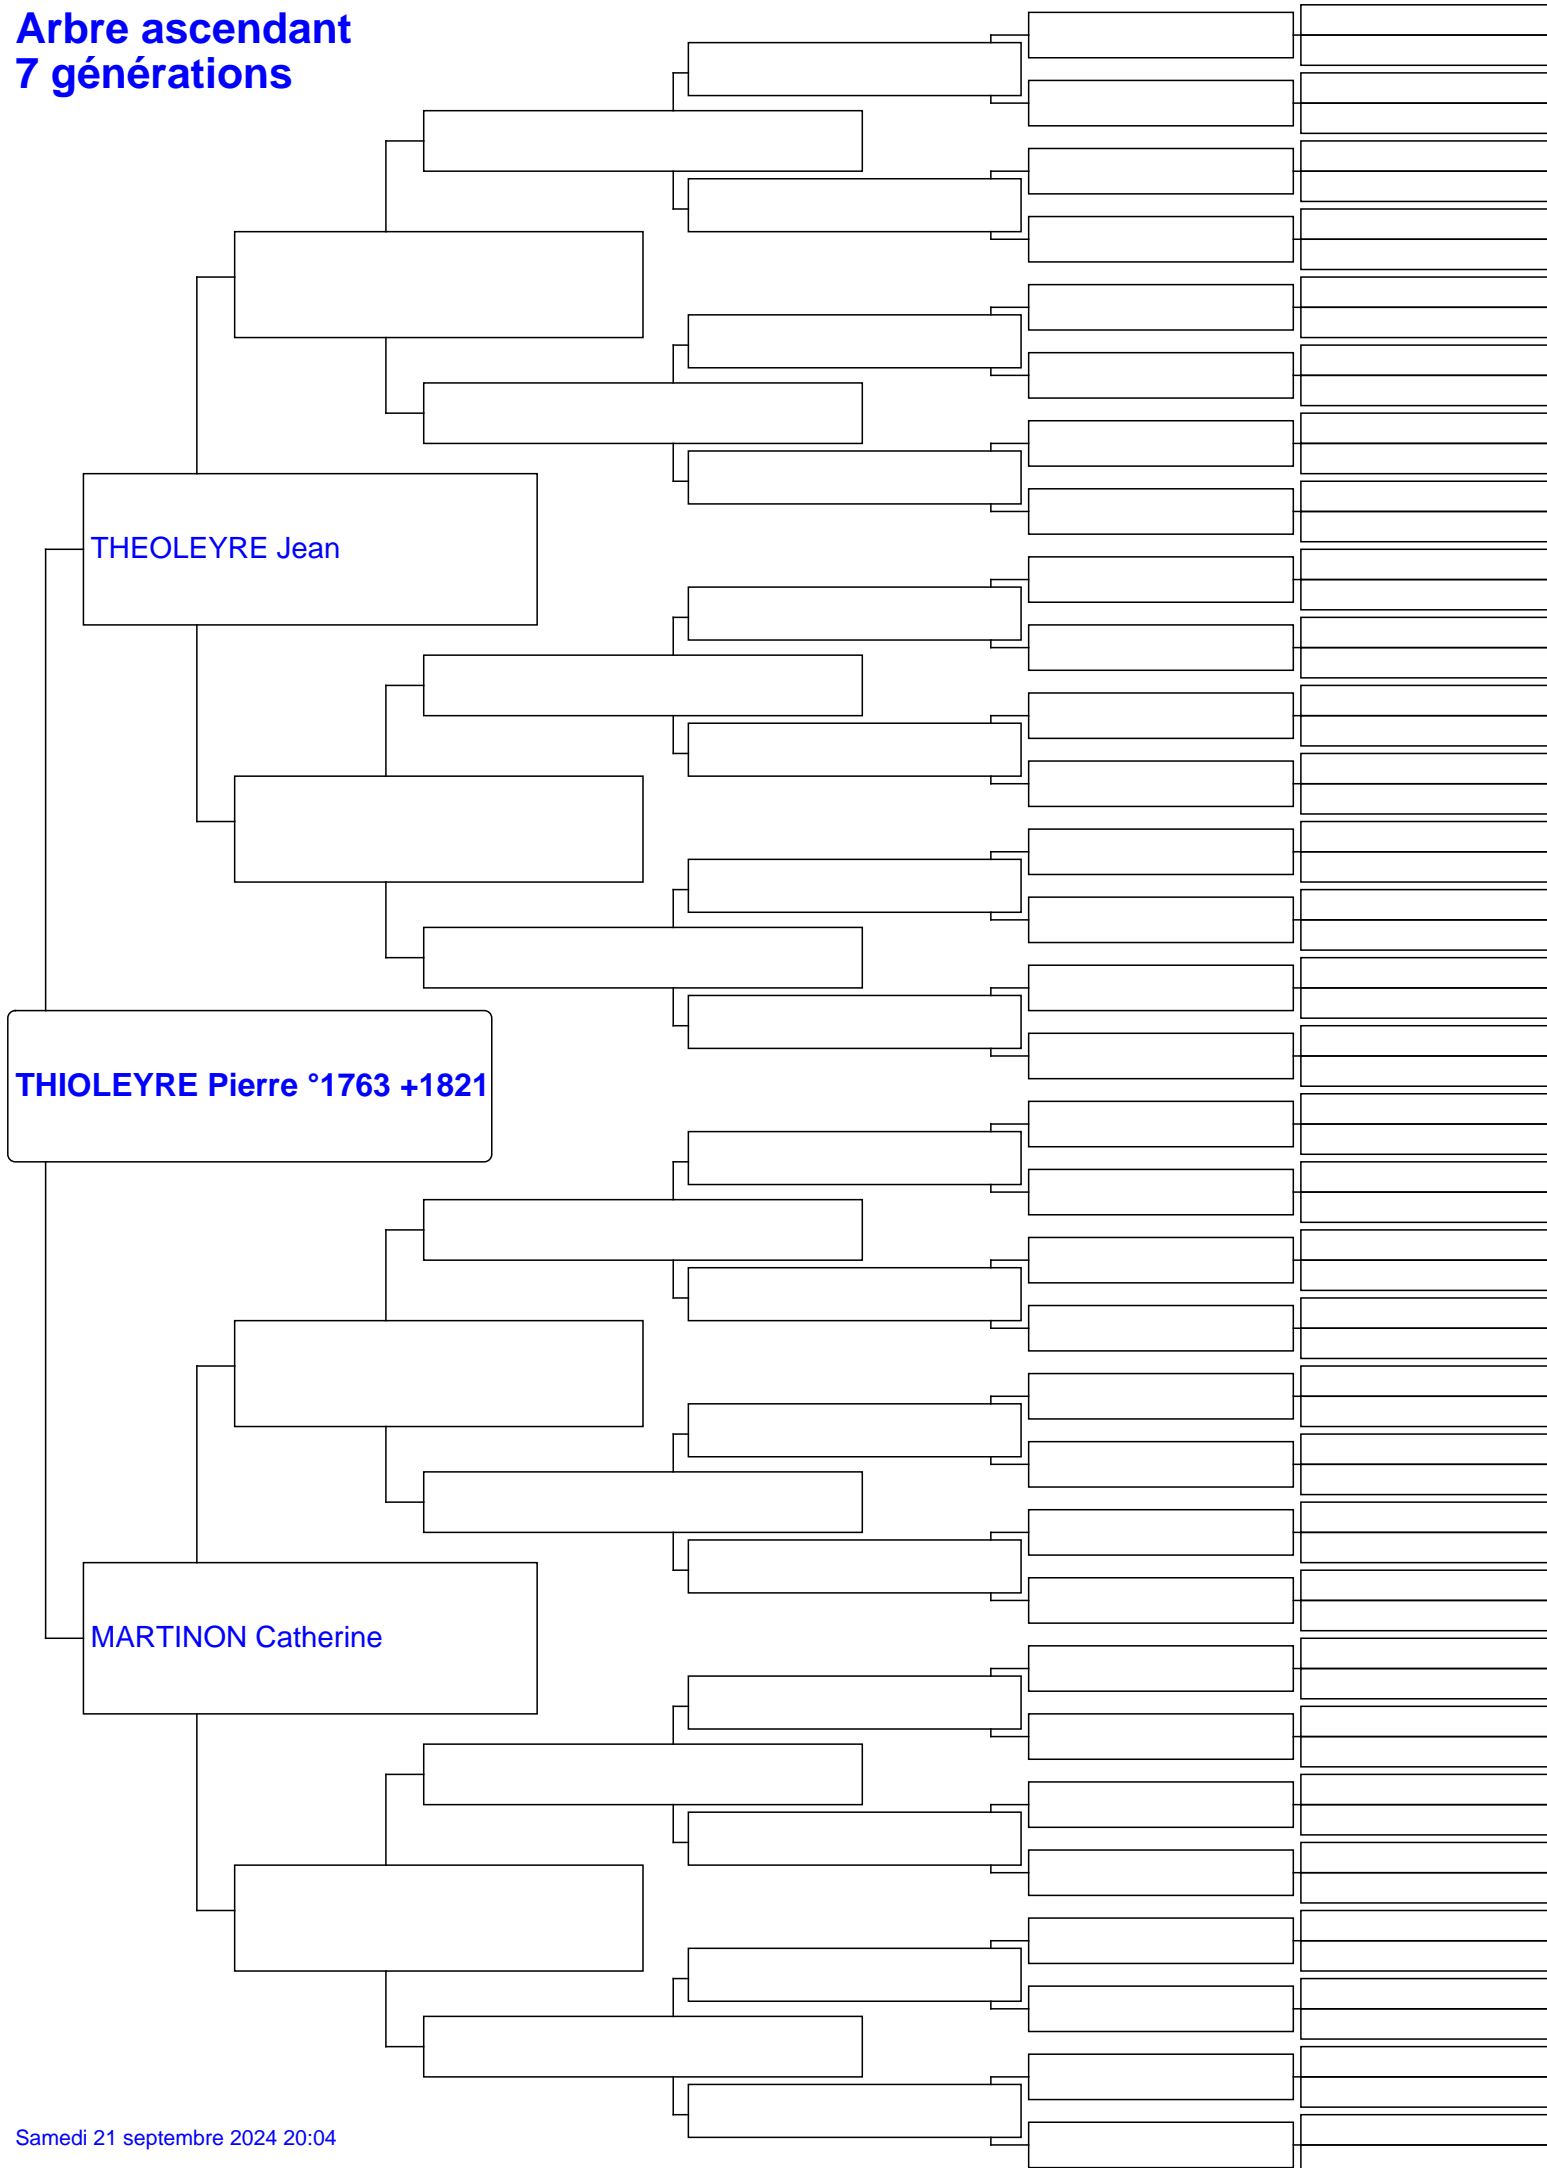 Arbre ascendant
7 générations
THEOLEYRE Jean
THIOLEYRE Pierre °1763 +1821
MARTINON Catherine
Samedi 21 septembre 2024 20:04